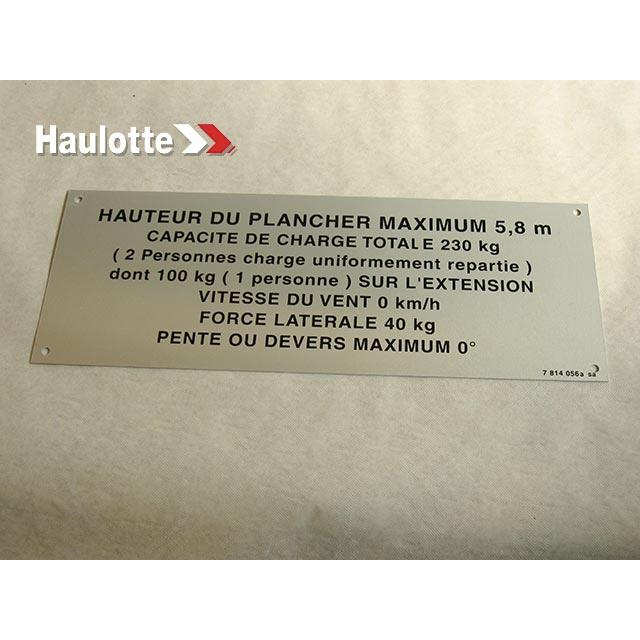 Haulotte
HAUTEUR DU PLANCHER MAXIMUM 5,8 m
CAPACITE DE CHARGE TOTALE 230 kg
( 2 Personnes charge uniformement repartie )
dont 100 kg ( 1 personne ) SUR L'EXTENSION
VITESSE DU VENT 0 km/h
FORCE LATERALE 40 kg
PENTE OU DEVERS MAXIMUM 0°
7 814 056a sa